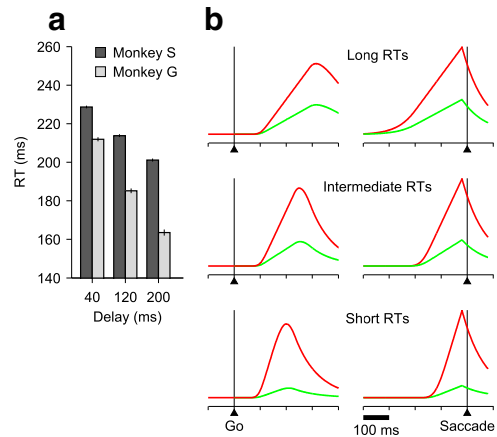 a
b
260
240
220
200
180
160
140
RT (ms)
Monkey S
Monkey G
40 120 200
Delay (ms)
Long RTs
Intermediate RTs
Short RTs
Go
Saccade
100 ms